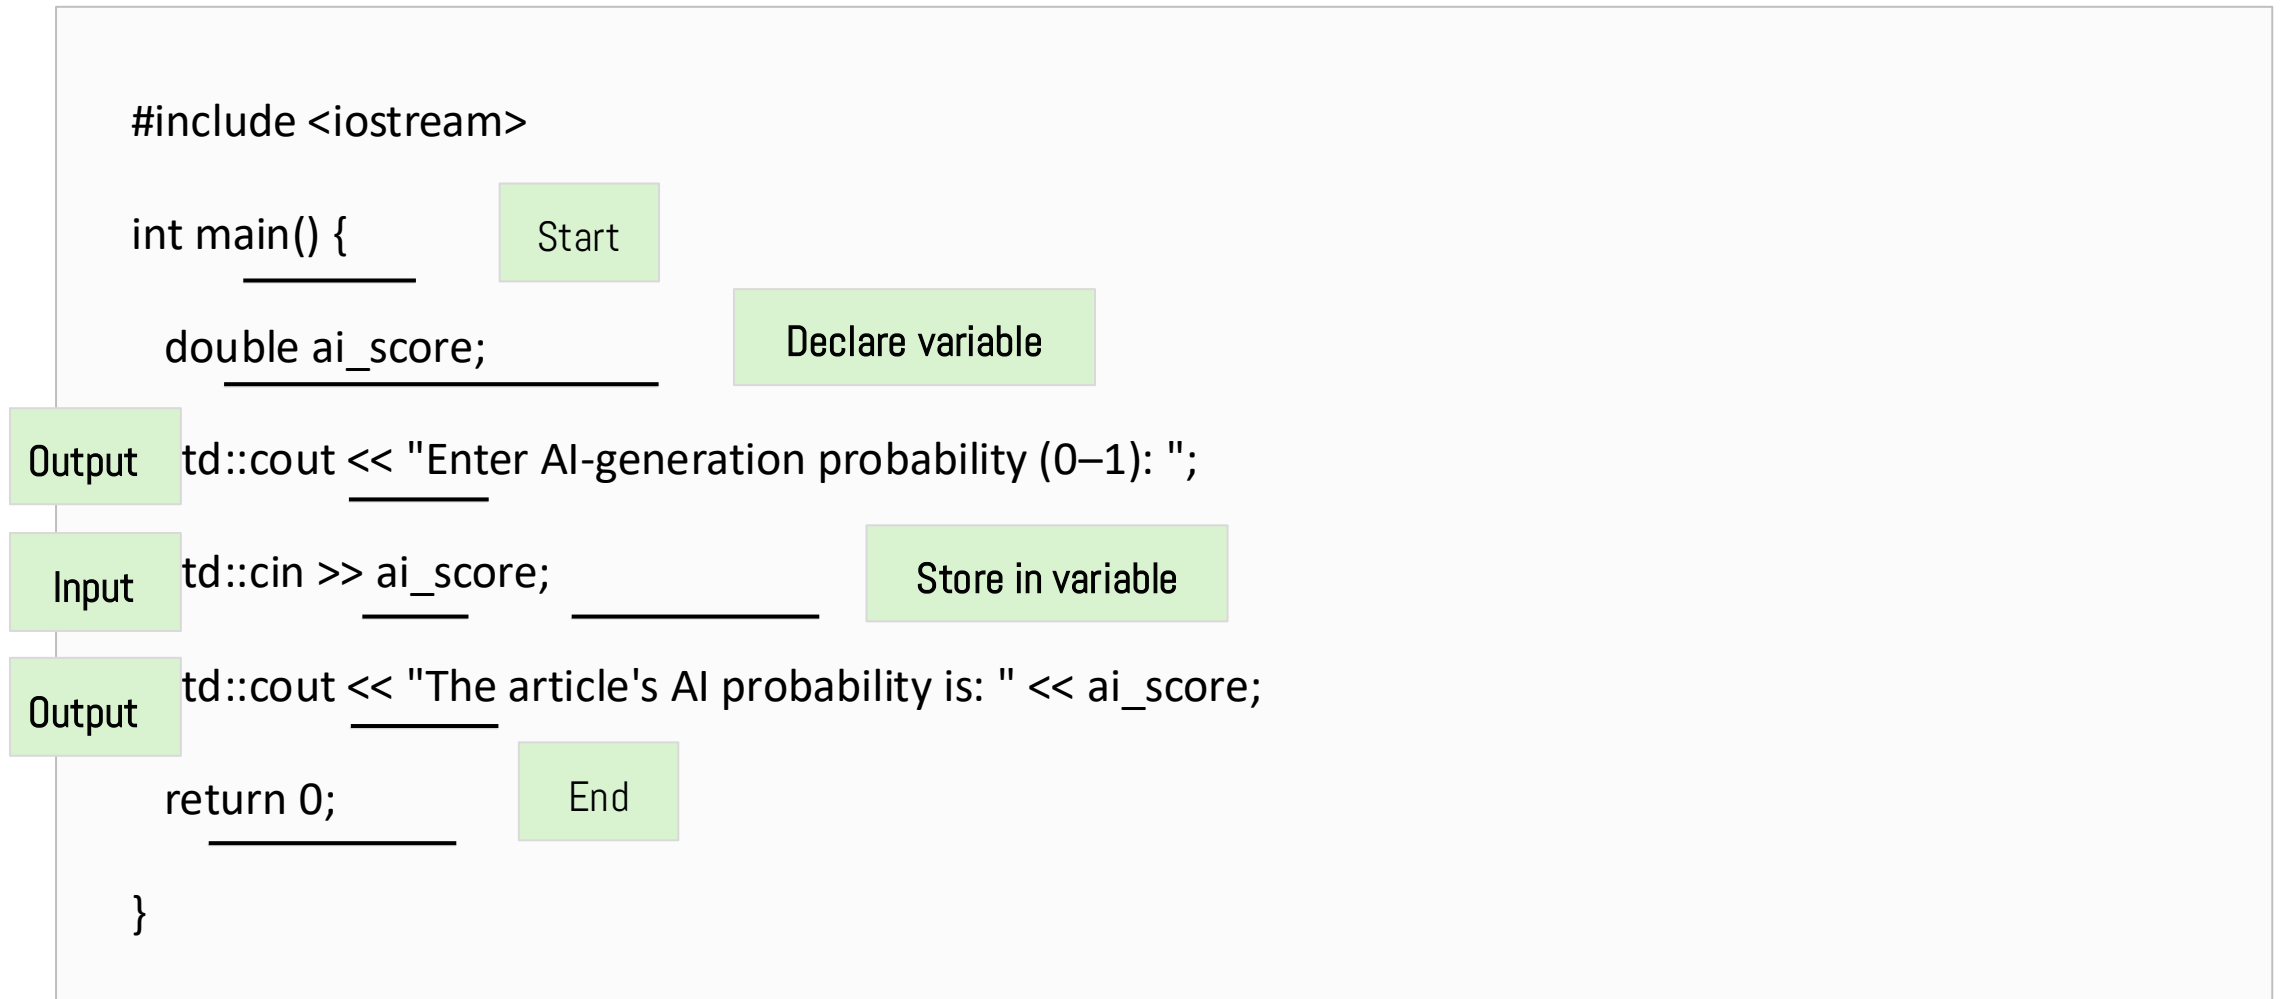 #include <iostream>
int main() { Start
double ai_score; Declare variable
Output td::cout << "Enter AI-generation probability (0–1): ";
Input td::cin >> ai_score; Store in variable
Output td::cout << "The article's AI probability is: " << ai_score;
return 0; End
}